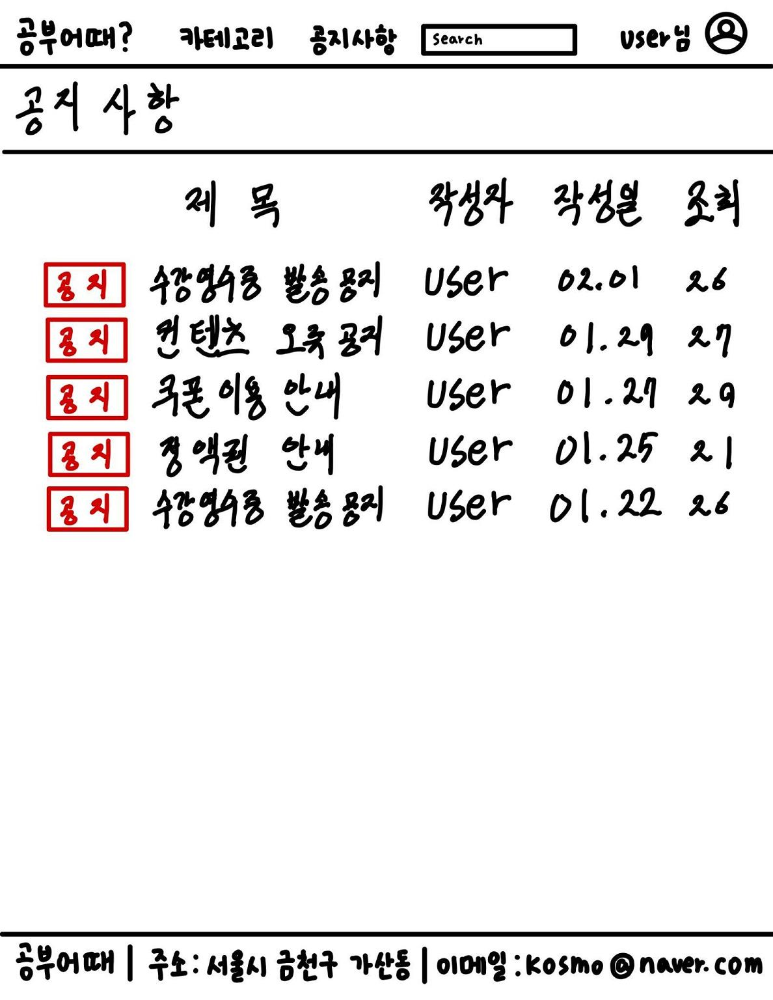 공부어때? 카테고리 공지사항 Search user님
공지사항
제목 작성자 작성일 조회
공지 수강영수증 발송공지 user 02.01 26
공지 컨텐츠 오류 공지 user 01.29 27
공지 쿠폰이용 안내 user 01.27 29
공지 정액권 안내 user 01.25 21
공지 수강영수증 발송공지 user 01.22 26
공부어때 | 주소: 서울시 금천구 가산동 | 이메일: kosmo@naver.com